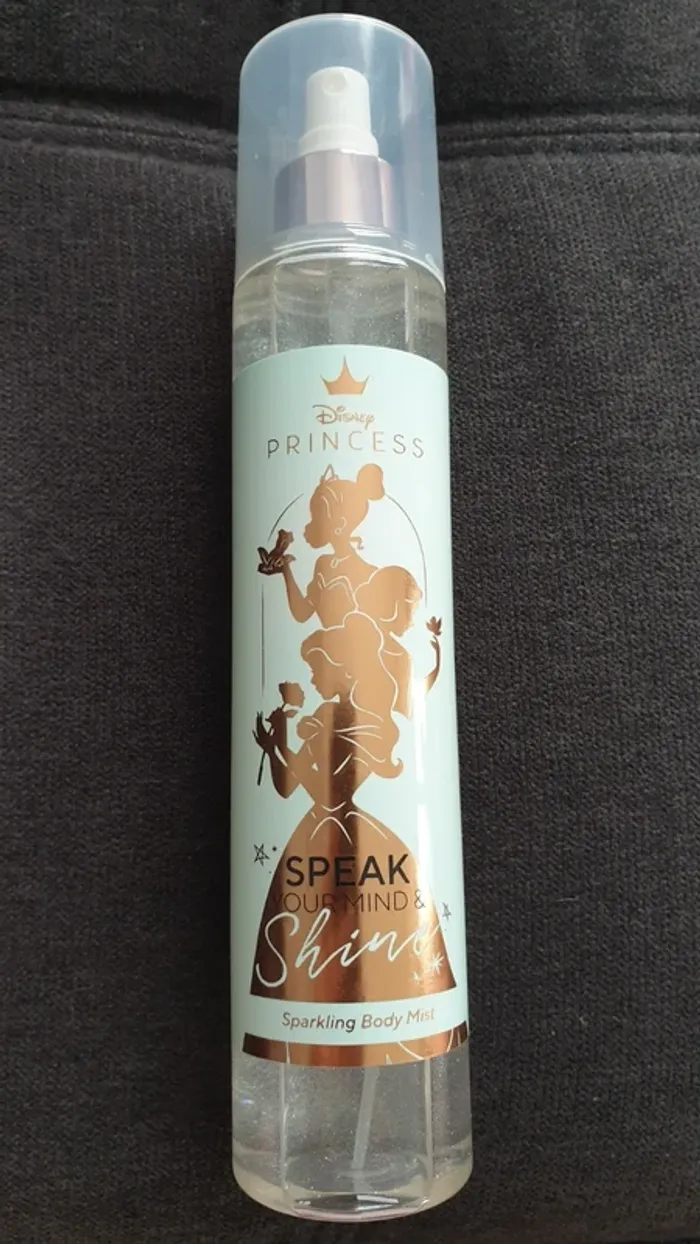 Disney
PRINCESS
SPEAK
YOUR MIND &
Shine
Sparkling Body Mist